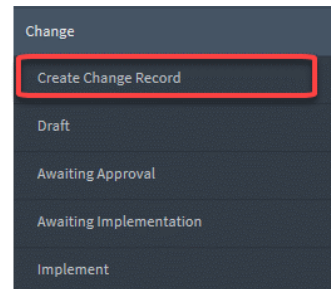 Change
Create Change Record
Draft
Awaiting Approval
Awaiting Implementation
Implement